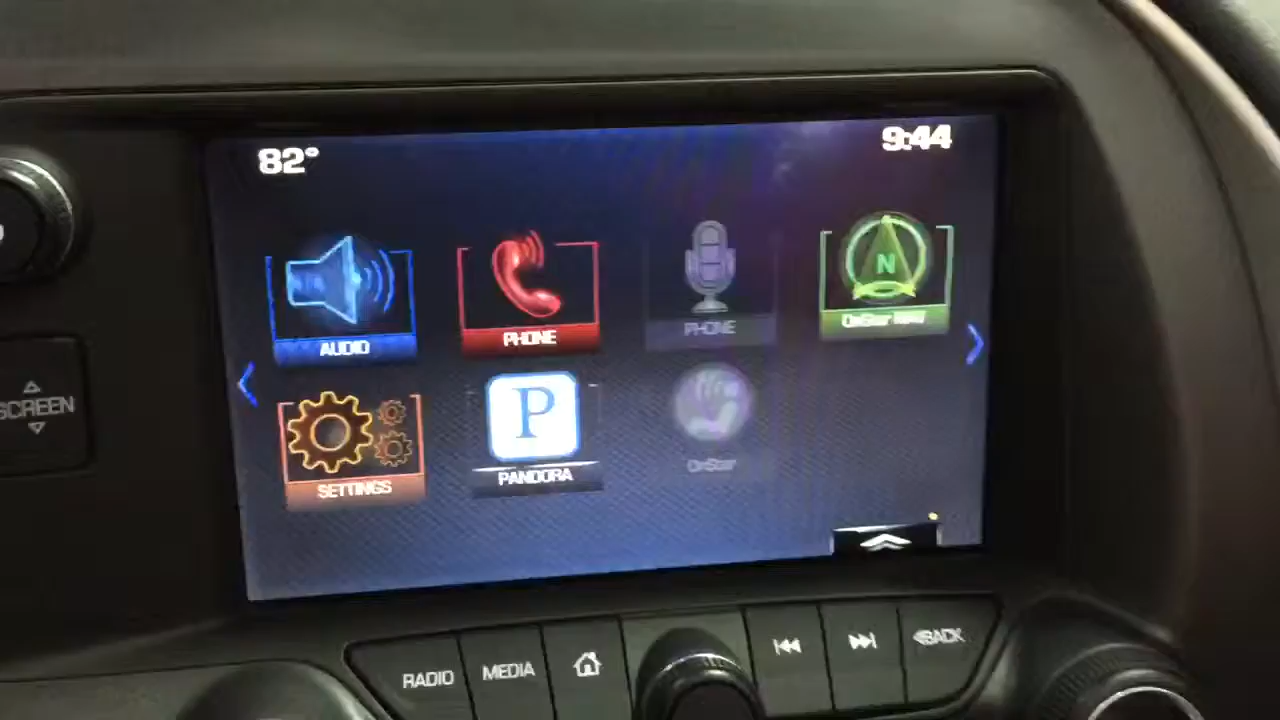 82°
9:44
AUDIO
PHONE
PHONE
N
OnStar NAV
SETTINGS
P
PANDORA
OnStar
SCREEN
RADIO
MEDIA
BACK